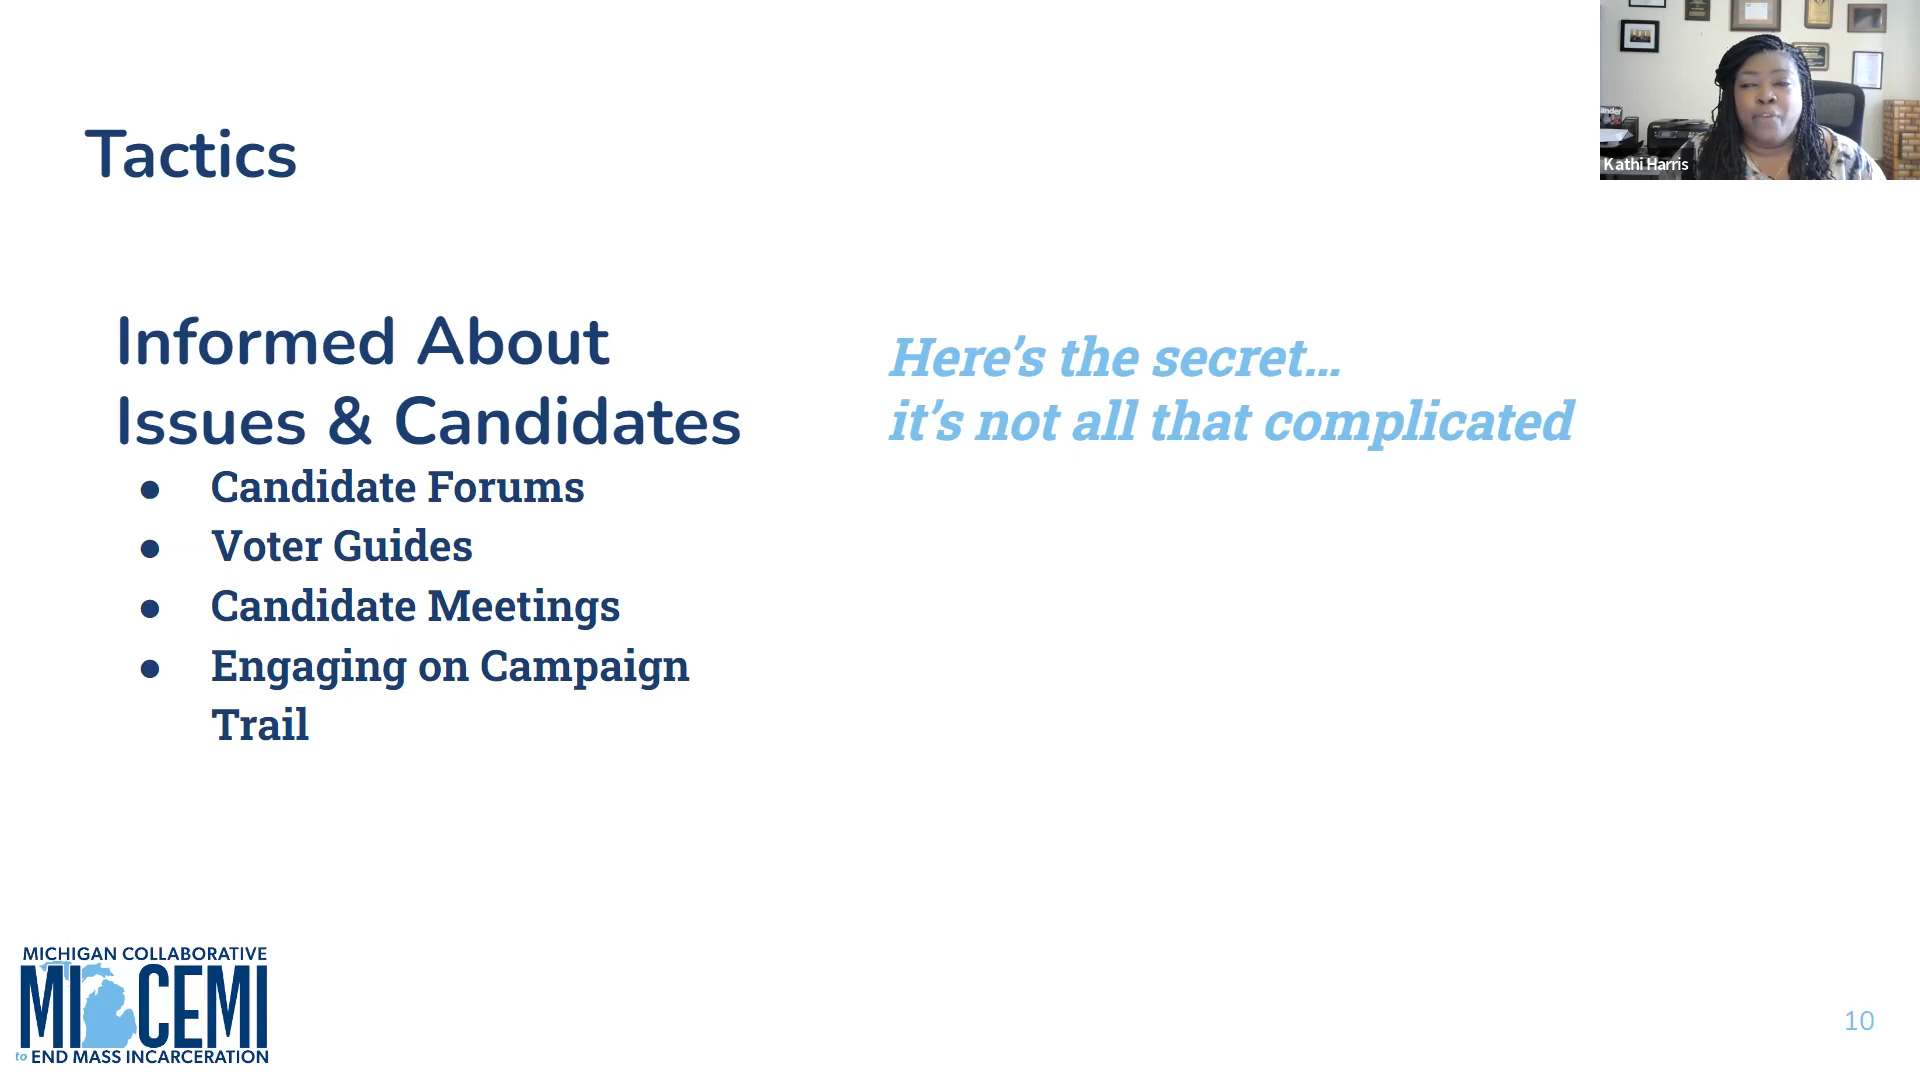 Tactics
Kathi Harris
Informed About
Issues & Candidates
● Candidate Forums
● Voter Guides
● Candidate Meetings
● Engaging on Campaign
Trail
Here's the secret...
it's not all that complicated
MICHIGAN COLLABORATIVE
MI CEMI
to END MASS INCARCERATION
10